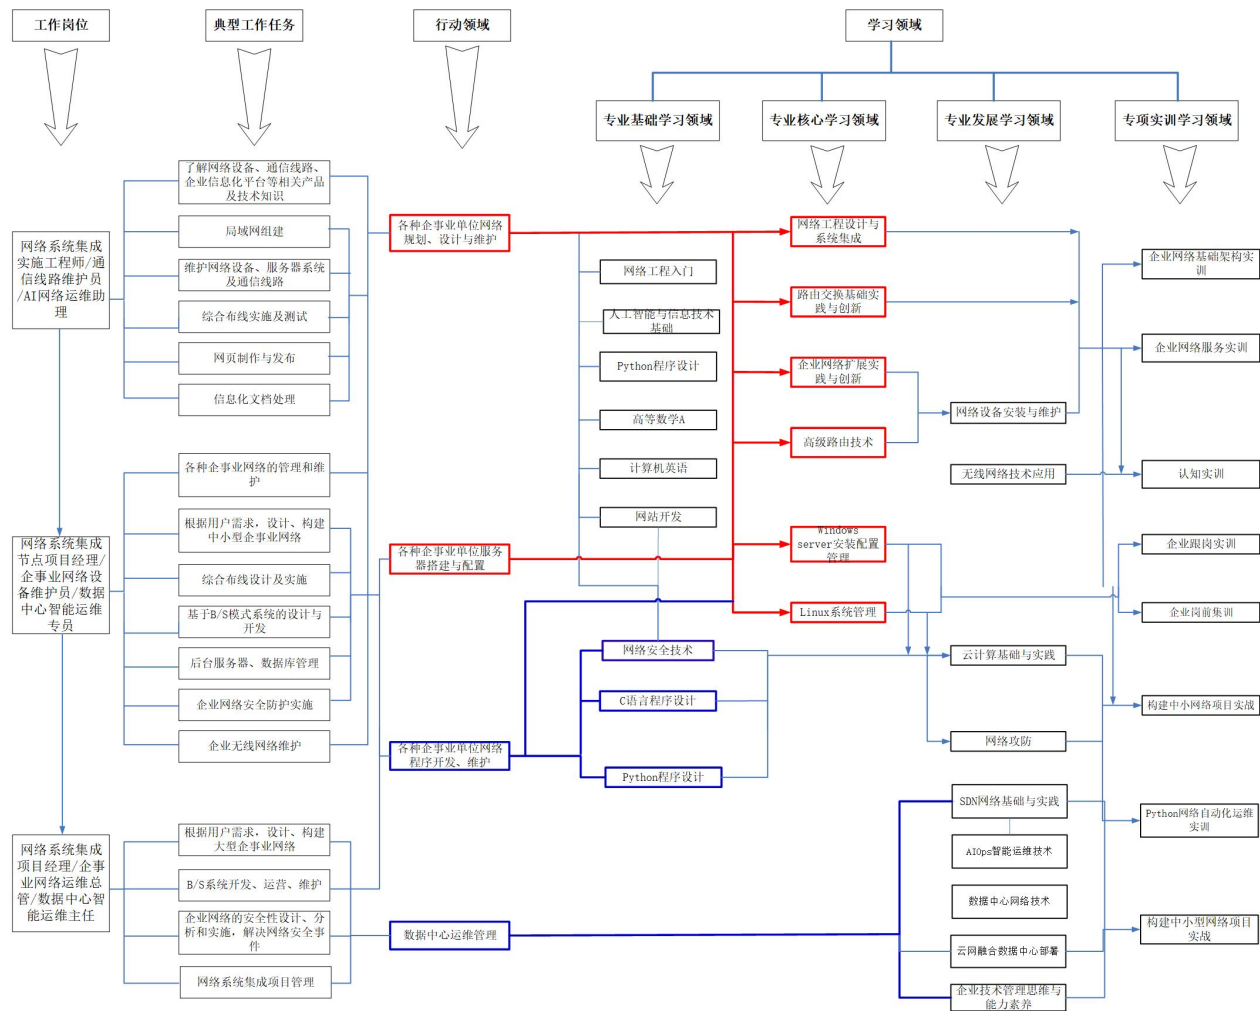 工作岗位
典型工作任务
行动领域
学习领域
专业基础学习领域
专业核心学习领域
专业发展学习领域
专项实训学习领域
网络系统集成
实施工程师/通
信线路维护员
/AI网络运维助
理
网络系统集成
节点项目经理/
企事业网络设
备维护员/数据
中心智能运维
专员
网络系统集成
项目经理/企事
业网络运维总
管/数据中心智
能运维主任
了解网络设备、通信线路、
企业信息化平台等相关产品
及技术知识
局域网组建
维护网络设备、服务器系统
及通信线路
综合布线实施及测试
网页制作与发布
信息化文档处理
各种企事业网络的管理和维
护
根据用户需求，设计、构建
中小型企事业网络
综合布线设计及实施
基于B/S模式系统的设计与
开发
后台服务器、数据库管理
企业网络安全防护实施
企业无线网络维护
根据用户需求，设计、构建
大型企事业网络
B/S系统开发、运营、维护
企业网络的安全性设计、分
析和实施，解决网络安全事
件
网络系统集成项目管理
各种企事业单位网络
规划、设计与维护
各种企事业单位服务
器搭建与配置
各种企事业单位网络
程序开发、维护
数据中心运维管理
网络工程入门
人工智能与信息技术
基础
Python程序设计
高等数学A
计算机英语
网站开发
网络安全技术
C语言程序设计
Python程序设计
网络工程设计与
系统集成
路由交换基础实
践与创新
企业网络扩展实
践与创新
高级路由技术
Windows
server安装配置
管理
Linux系统管理
网络设备安装与维护
无线网络技术应用
云计算基础与实践
网络攻防
SDN网络基础与实践
AIOps智能运维技术
数据中心网络技术
云网融合数据中心部署
企业技术管理思维与
能力素养
企业网络基础架构实
训
企业网络服务实训
认知实训
企业跟岗实训
企业岗前集训
构建中小网络项目实战
Python网络自动化运维
实训
构建中小型网络项目
实战